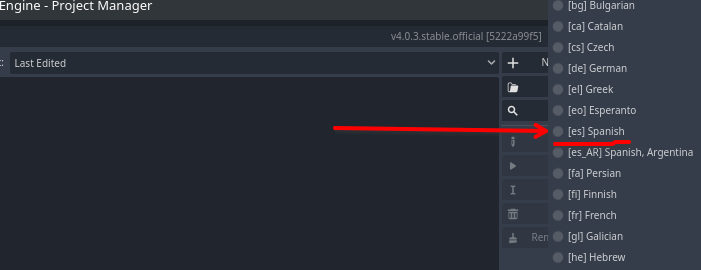 Engine - Project Manager
v4.0.3.stable.official [5222a99f5]
: Last Edited
N
Ren
[bg] Bulgarian
[ca] Catalan
[cs] Czech
[de] German
[el] Greek
[eo] Esperanto
[es] Spanish
[es_AR] Spanish, Argentina
[fa] Persian
[fi] Finnish
[fr] French
[gl] Galician
[he] Hebrew